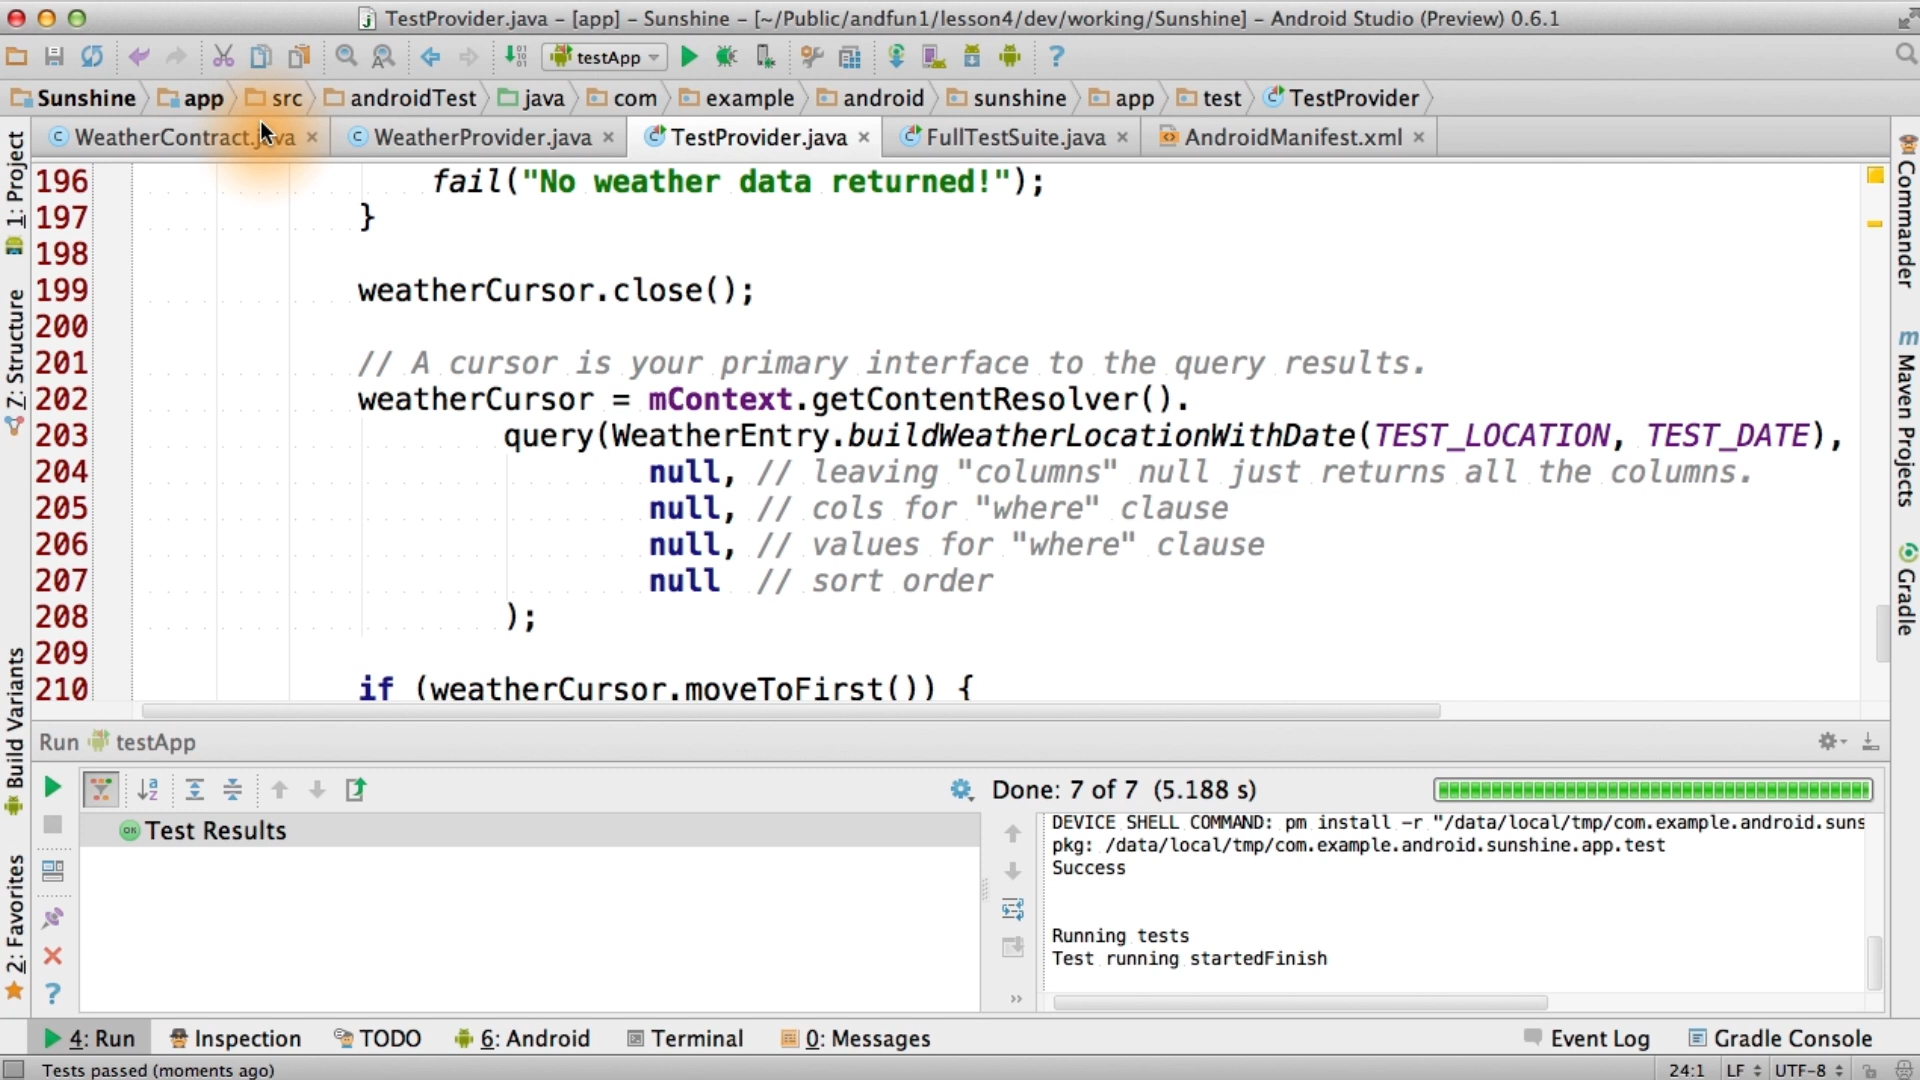 TestProvider.java – [app] – Sunshine – [~/Public/andfun1/lesson4/dev/working/Sunshine] – Android Studio (Preview) 0.6.1
testApp
Sunshine app src androidTest java com example android sunshine app test TestProvider
WeatherContract.java WeatherProvider.java TestProvider.java FullTestSuite.java AndroidManifest.xml
1: Project
7: Structure
Build Variants
2: Favorites
196 fail("No weather data returned!");
197 }
198
199 weatherCursor.close();
200
201 // A cursor is your primary interface to the query results.
202 weatherCursor = mContext.getContentResolver().
203 query(WeatherEntry.buildWeatherLocationWithDate(TEST_LOCATION, TEST_DATE),
204 null, // leaving "columns" null just returns all the columns.
205 null, // cols for "where" clause
206 null, // values for "where" clause
207 null // sort order
208 );
209
210 if (weatherCursor.moveToFirst()) {
Commander
Maven Projects
Gradle
Run testApp
Done: 7 of 7 (5.188 s)
Test Results
DEVICE SHELL COMMAND: pm install -r "/data/local/tmp/com.example.android.suns
pkg: /data/local/tmp/com.example.android.sunshine.app.test
Success
Running tests
Test running startedFinish
4: Run Inspection TODO 6: Android Terminal 0: Messages Event Log Gradle Console
Tests passed (moments ago) 24:1 LF UTF-8